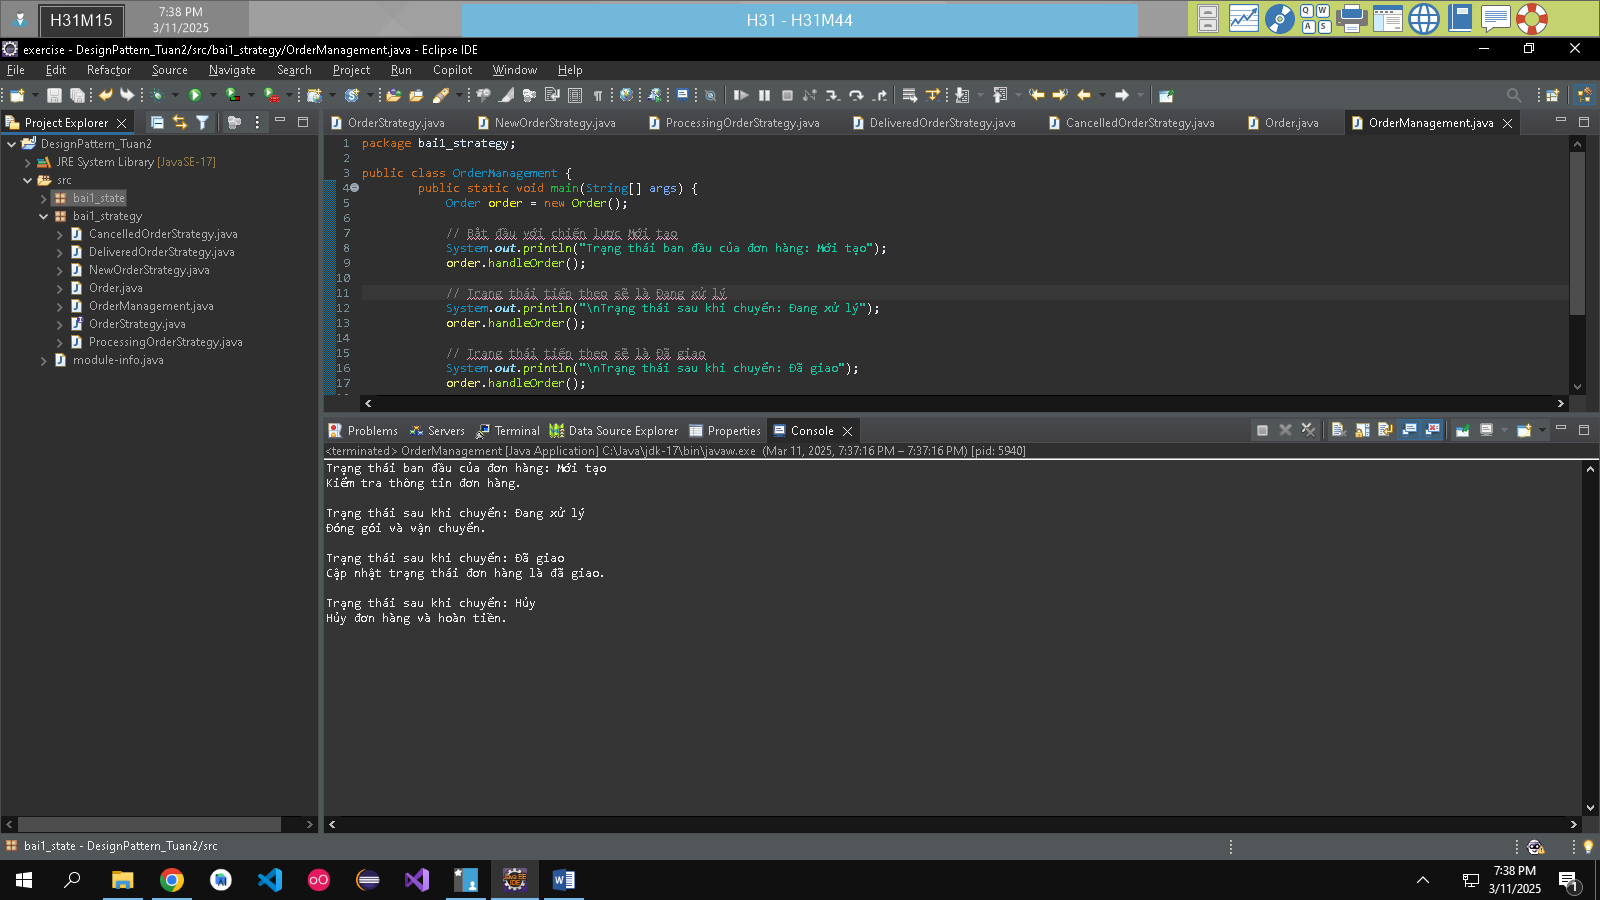 H31M15
7:38 PM
3/11/2025
H31 - H31M44
exercise - DesignPattern_Tuan2/src/bai1_strategy/OrderManagement.java - Eclipse IDE
File Edit Refactor Source Navigate Search Project Run Copilot Window Help
Project Explorer
DesignPattern_Tuan2
JRE System Library [JavaSE-17]
src
bai1_state
bai1_strategy
CancelledOrderStrategy.java
DeliveredOrderStrategy.java
NewOrderStrategy.java
Order.java
OrderManagement.java
OrderStrategy.java
ProcessingOrderStrategy.java
module-info.java
OrderStrategy.java NewOrderStrategy.java ProcessingOrderStrategy.java DeliveredOrderStrategy.java CancelledOrderStrategy.java Order.java OrderManagement.java
1 package bai1_strategy;
2
3 public class OrderManagement {
4 public static void main(String[] args) {
5 Order order = new Order();
6
7 // Bắt đầu với chiến lược Mới tạo
8 System.out.println("Trạng thái ban đầu của đơn hàng: Mới tạo");
9 order.handleOrder();
10
11 // Trạng thái tiếp theo sẽ là Đang xử lý
12 System.out.println("\nTrạng thái sau khi chuyển: Đang xử lý");
13 order.handleOrder();
14
15 // Trạng thái tiếp theo sẽ là Đã giao
16 System.out.println("\nTrạng thái sau khi chuyển: Đã giao");
17 order.handleOrder();
Problems Servers Terminal Data Source Explorer Properties Console
<terminated> OrderManagement [Java Application] C:\Java\jdk-17\bin\javaw.exe (Mar 11, 2025, 7:37:16 PM – 7:37:16 PM) [pid: 5940]
Trạng thái ban đầu của đơn hàng: Mới tạo
Kiểm tra thông tin đơn hàng.
Trạng thái sau khi chuyển: Đang xử lý
Đóng gói và vận chuyển.
Trạng thái sau khi chuyển: Đã giao
Cập nhật trạng thái đơn hàng là đã giao.
Trạng thái sau khi chuyển: Hủy
Hủy đơn hàng và hoàn tiền.
bai1_state - DesignPattern_Tuan2/src
7:38 PM
3/11/2025
1